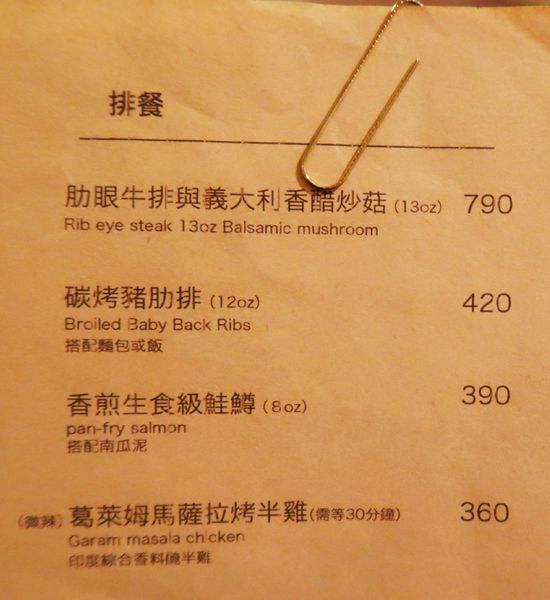 排餐
肋眼牛排與義大利香醋炒菇 (13oz) 790
Rib eye steak 13oz Balsamic mushroom
碳烤豬肋排 (12oz) 420
Broiled Baby Back Ribs
搭配麵包或飯
香煎生食級鮭鱒 (8oz) 390
pan-fry salmon
搭配南瓜泥
(微辣) 葛萊姆馬薩拉烤半雞(需等30分鐘) 360
Garam masala chicken
印度綜合香料醃半雞